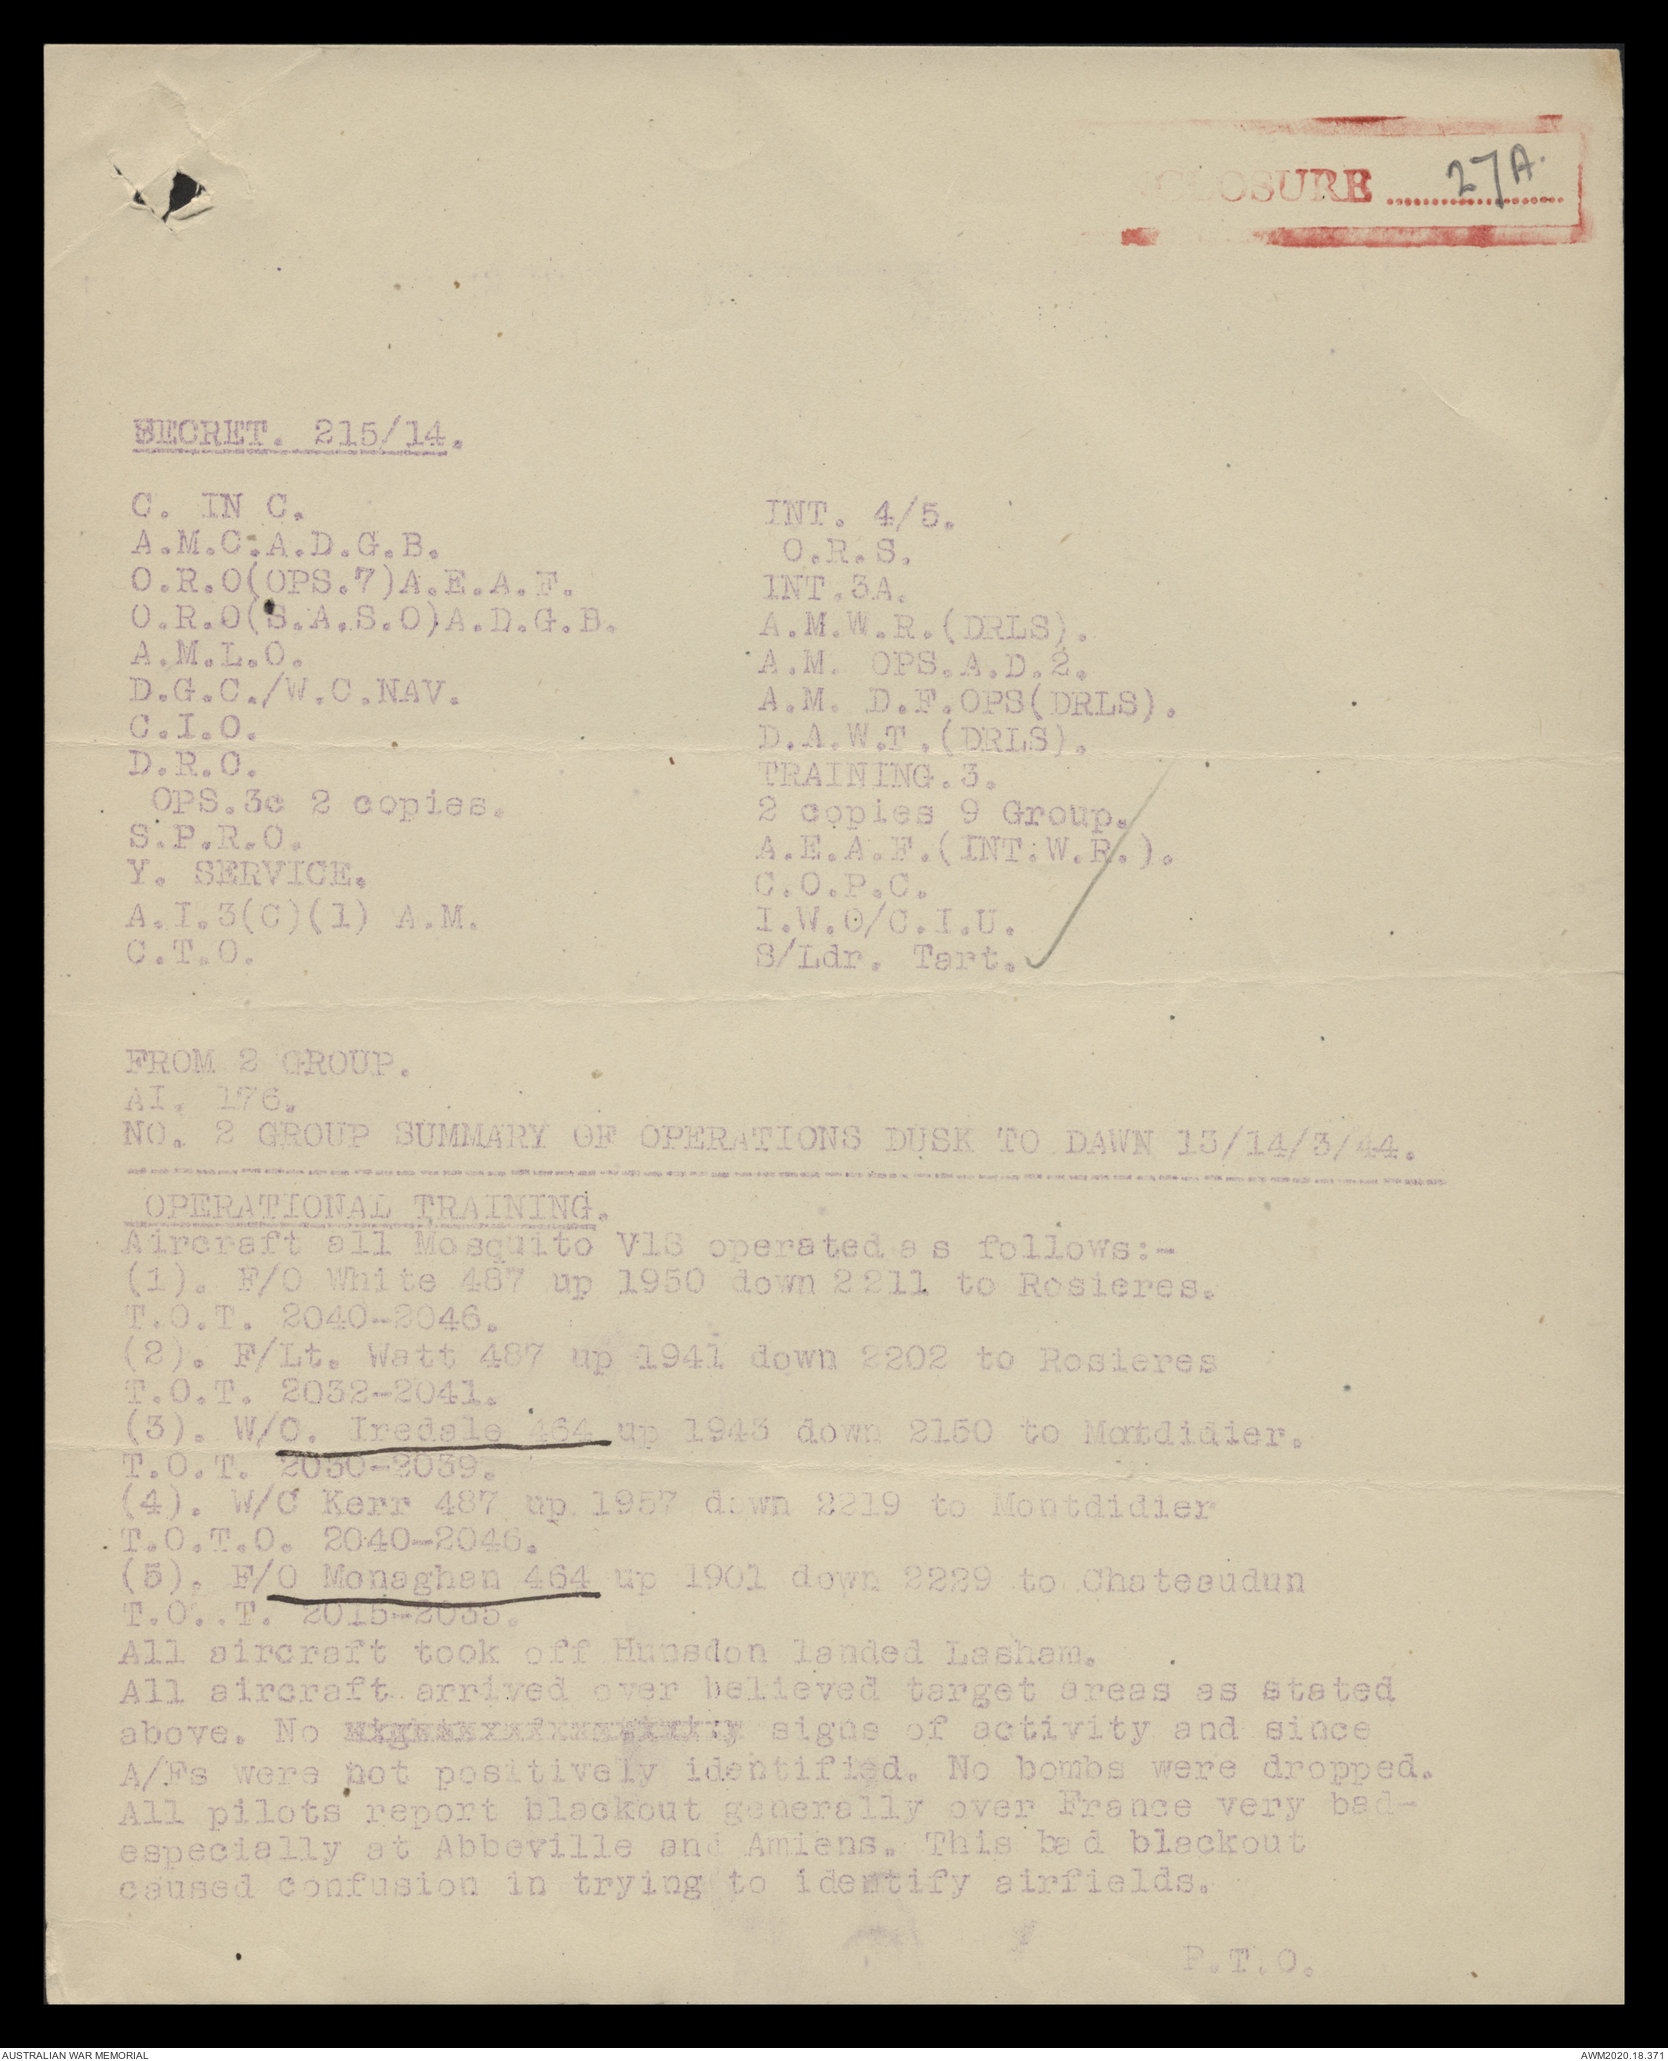 CLOSURE 27A.
SECRET. 215/14.
C. IN C.
A.M.C.A.D.G.B.
O.R.O(OPS.7)A.E.A.F.
O.R.O(S.A.S.O)A.D.G.B.
A.M.L.O.
D.G.C./W.C.NAV.
C.I.O.
D.R.O.
OPS.3c 2 copies.
S.P.R.O.
Y. SERVICE.
A.I.3(C)(1) A.M.
C.T.O.
INT. 4/5.
O.R.S.
INT.3A.
A.M.W.R.(DRLS).
A.M. OPS.A.D.2.
A.M. D.F.OPS(DRLS).
D.A.W.T.(DRLS).
TRAINING.3.
2 copies 9 Group.
A.E.A.F.(INT.W.R.).
C.O.P.C.
I.W.O/C.I.U.
S/Ldr. Tart.
FROM 2 GROUP.
AI. 176.
NO. 2 GROUP SUMMARY OF OPERATIONS DUSK TO DAWN 13/14/3/44.
OPERATIONAL TRAINING.
Aircraft all Mosquito V1S operated as follows:-
(1). F/O White 487 up 1950 down 2211 to Rosieres.
T.O.T. 2040-2046.
(2). F/Lt. Watt 487 up 1941 down 2202 to Rosieres
T.O.T. 2032-2041.
(3). W/O. Iredale 464 up 1943 down 2150 to Montdidier.
T.O.T. 2030-2039.
(4). W/C Kerr 487 up 1957 down 2219 to Montdidier
T.O.T.O. 2040-2046.
(5). F/O Monaghan 464 up 1901 down 2229 to Chateaudun
T.O..T. 2015-2035.
All aircraft took off Hunsdon landed Lasham.
All aircraft arrived over believed target areas as stated
above. No signs of activity and since
A/Fs were not positively identified. No bombs were dropped.
All pilots report blackout generally over France very bad-
especially at Abbeville and Amiens. This bad blackout
caused confusion in trying to identify airfields.
P.T.O.
AUSTRALIAN WAR MEMORIAL
AWM2020.18.371